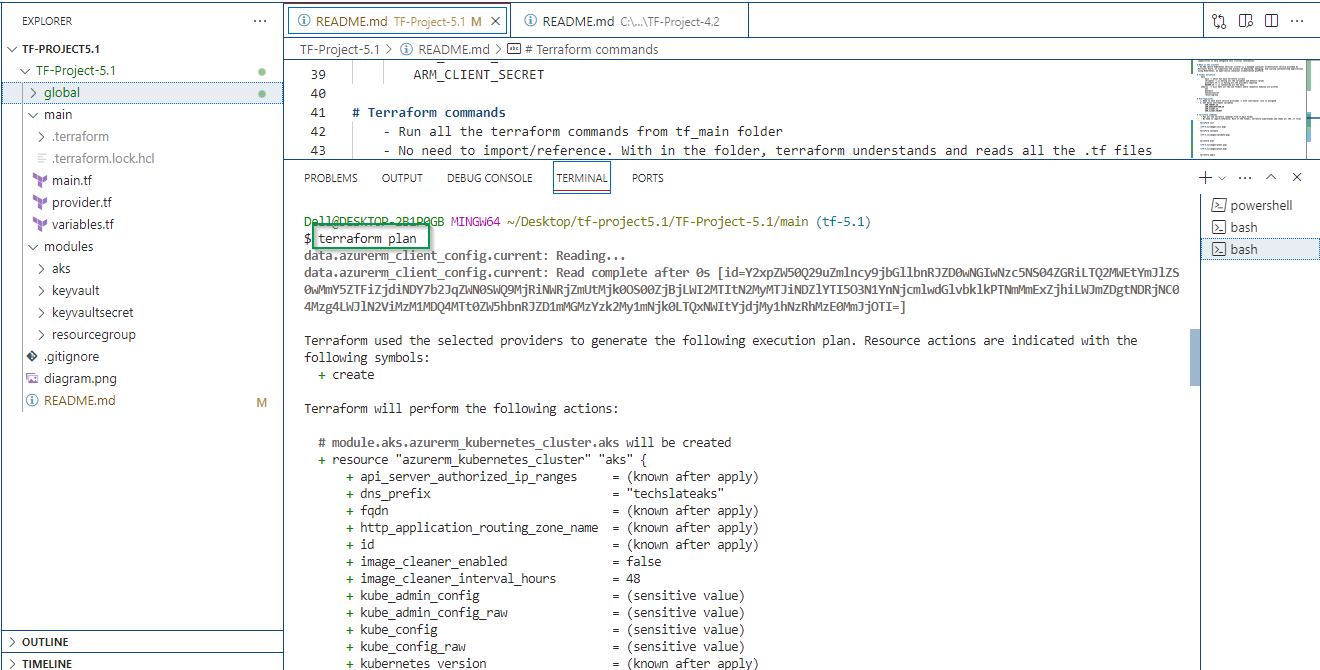 EXPLORER
TF-PROJECT5.1
TF-Project-5.1
global
main
.terraform
.terraform.lock.hcl
main.tf
provider.tf
variables.tf
modules
aks
keyvault
keyvaultsecret
resourcegroup
.gitignore
diagram.png
README.md M
OUTLINE
TIMELINE
README.md TF-Project-5.1 M
README.md C:\...\TF-Project-4.2
TF-Project-5.1 > README.md > # Terraform commands
39 ARM_CLIENT_SECRET
40
41 # Terraform commands
42 - Run all the terraform commands from tf_main folder
43 - No need to import/reference. With in the folder, terraform understands and reads all the .tf files
PROBLEMS OUTPUT DEBUG CONSOLE TERMINAL PORTS
powershell
bash
bash
MINGW64 ~/Desktop/tf-project5.1/TF-Project-5.1/main (tf-5.1)
$ terraform plan
data.azurerm_client_config.current: Reading...
data.azurerm_client_config.current: Read complete after 0s
Terraform used the selected providers to generate the following execution plan. Resource actions are indicated with the
following symbols:
+ create
Terraform will perform the following actions:
# module.aks.azurerm_kubernetes_cluster.aks will be created
+ resource "azurerm_kubernetes_cluster" "aks" {
+ api_server_authorized_ip_ranges = (known after apply)
+ dns_prefix = "techslateaks"
+ fqdn = (known after apply)
+ http_application_routing_zone_name = (known after apply)
+ id = (known after apply)
+ image_cleaner_enabled = false
+ image_cleaner_interval_hours = 48
+ kube_admin_config = (sensitive value)
+ kube_admin_config_raw = (sensitive value)
+ kube_config = (sensitive value)
+ kube_config_raw = (sensitive value)
+ kubernetes_version = (known after apply)